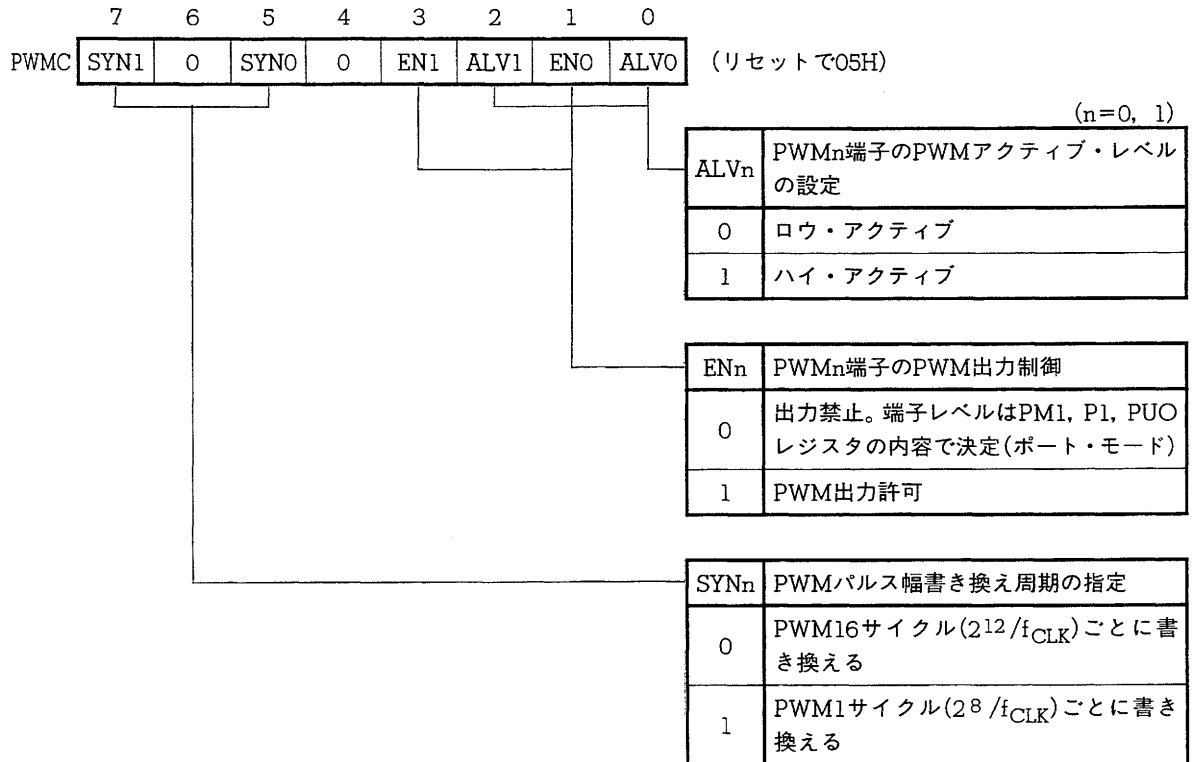 7 6 5 4 3 2 1 0
PWMC SYN1 0 SYN0 0 EN1 ALV1 EN0 ALV0 (リセットで05H)
(n=0, 1)
ALVn PWMn端子のPWMアクティブ・レベル
の設定
0 ロウ・アクティブ
1 ハイ・アクティブ
ENn PWMn端子のPWM出力制御
0 出力禁止。端子レベルはPM1, P1, PUO
レジスタの内容で決定(ポート・モード)
1 PWM出力許可
SYNn PWMパルス幅書き換え周期の指定
0 PWM16サイクル(2^12/fCLK)ごとに書
き換える
1 PWM1サイクル(2^8/fCLK)ごとに書き
換える